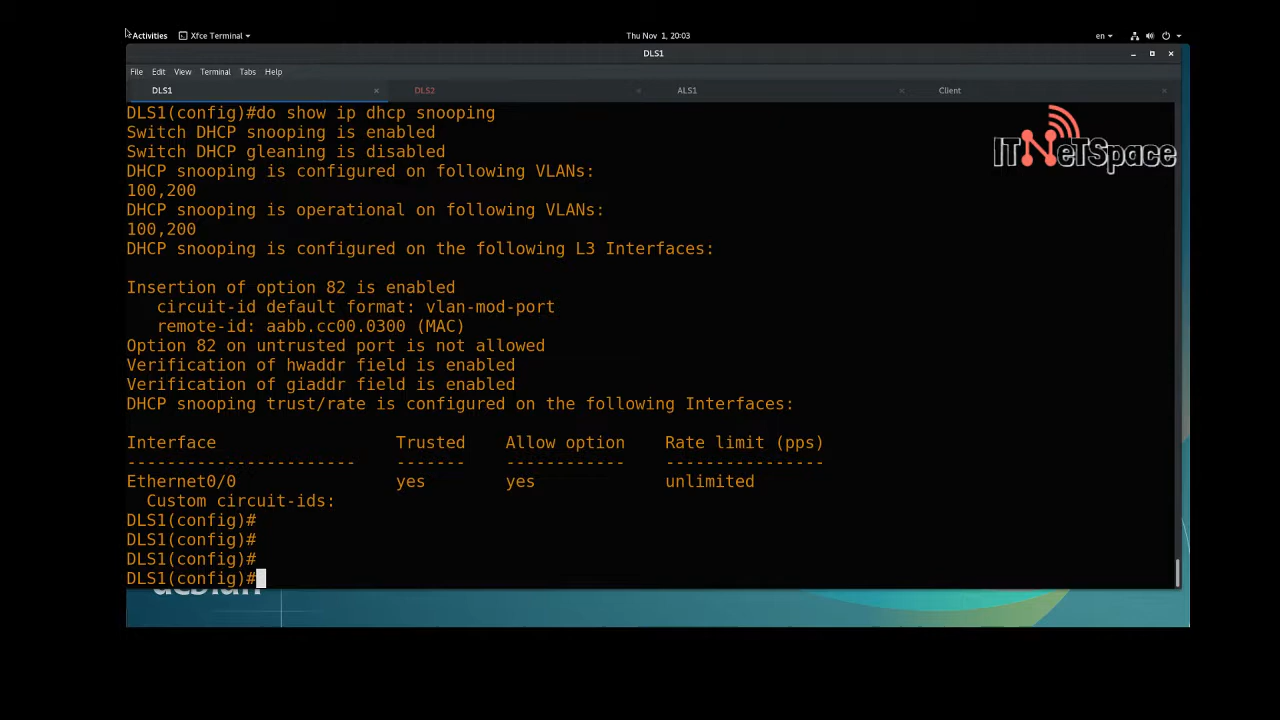 Activities
Xfce Terminal
Thu Nov 1, 20:03
en
DLS1
File Edit View Terminal Tabs Help
DLS1
DLS2
ALS1
Client
DLS1(config)#do show ip dhcp snooping
Switch DHCP snooping is enabled
Switch DHCP gleaning is disabled
DHCP snooping is configured on following VLANs:
100,200
DHCP snooping is operational on following VLANs:
100,200
DHCP snooping is configured on the following L3 Interfaces:
Insertion of option 82 is enabled
circuit-id default format: vlan-mod-port
remote-id: aabb.cc00.0300 (MAC)
Option 82 on untrusted port is not allowed
Verification of hwaddr field is enabled
Verification of giaddr field is enabled
DHCP snooping trust/rate is configured on the following Interfaces:
Interface Trusted Allow option Rate limit (pps)
----------------------- ------- ------------ ----------------
Ethernet0/0 yes yes unlimited
Custom circuit-ids:
DLS1(config)#
DLS1(config)#
DLS1(config)#
DLS1(config)#
ITNeTSpace
debian